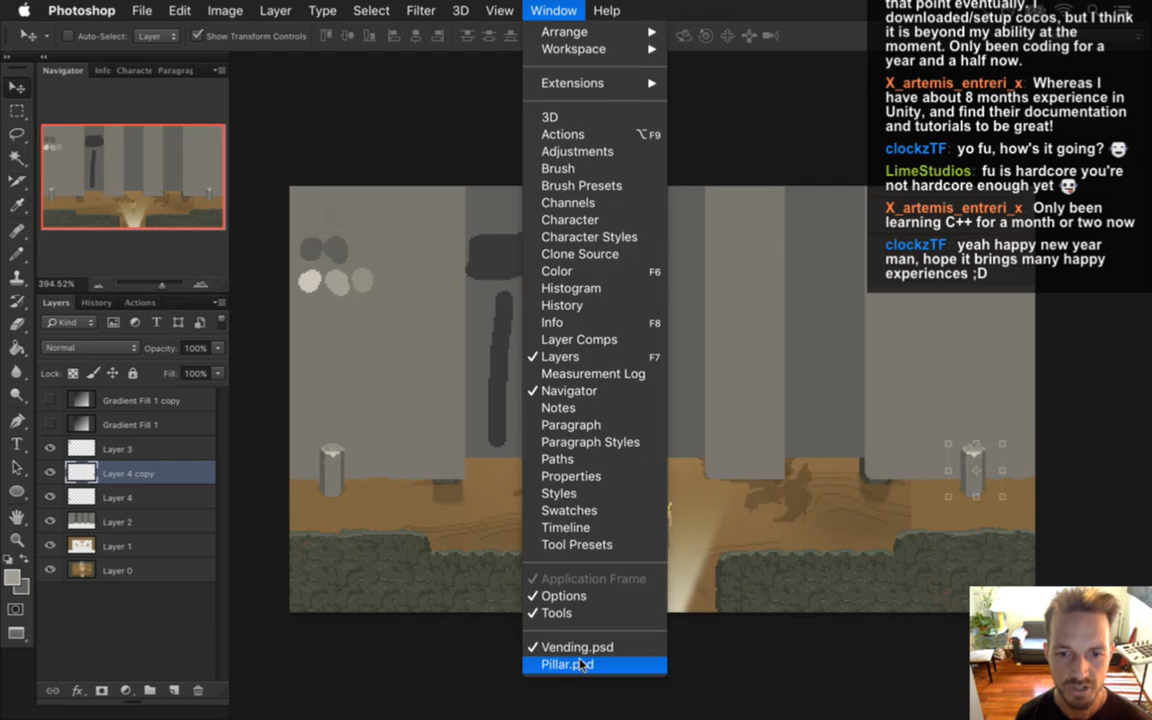 Photoshop File Edit Image Layer Type Select Filter 3D View Window Help
Auto-Select: Layer Show Transform Controls
Navigator Info Characte Paragrap
394.52%
Layers History Actions
Kind
Normal Opacity: 100%
Lock: Fill: 100%
Gradient Fill 1 copy
Gradient Fill 1
Layer 3
Layer 4 copy
Layer 4
Layer 2
Layer 1
Layer 0
fx
Arrange
Workspace
Extensions
3D
Actions ⌥F9
Adjustments
Brush
Brush Presets
Channels
Character
Character Styles
Clone Source
Color F6
Histogram
History
Info F8
Layer Comps
Layers F7
Measurement Log
Navigator
Notes
Paragraph
Paragraph Styles
Paths
Properties
Styles
Swatches
Timeline
Tool Presets
Application Frame
Options
Tools
Vending.psd
that point eventually. I
downloaded/setup cocos, but I think
it is beyond my ability at the
moment. Only been coding for a
year and a half now.
X_artemis_entreri_x: Whereas I
have about 8 months experience in
Unity, and find their documentation
and tutorials to be great!
clockzTF: yo fu, how's it going?
LimeStudios: fu is hardcore you're
not hardcore enough yet
X_artemis_entreri_x: Only been
learning C++ for a month or two now
clockzTF: yeah happy new year
man, hope it brings many happy
experiences ;D